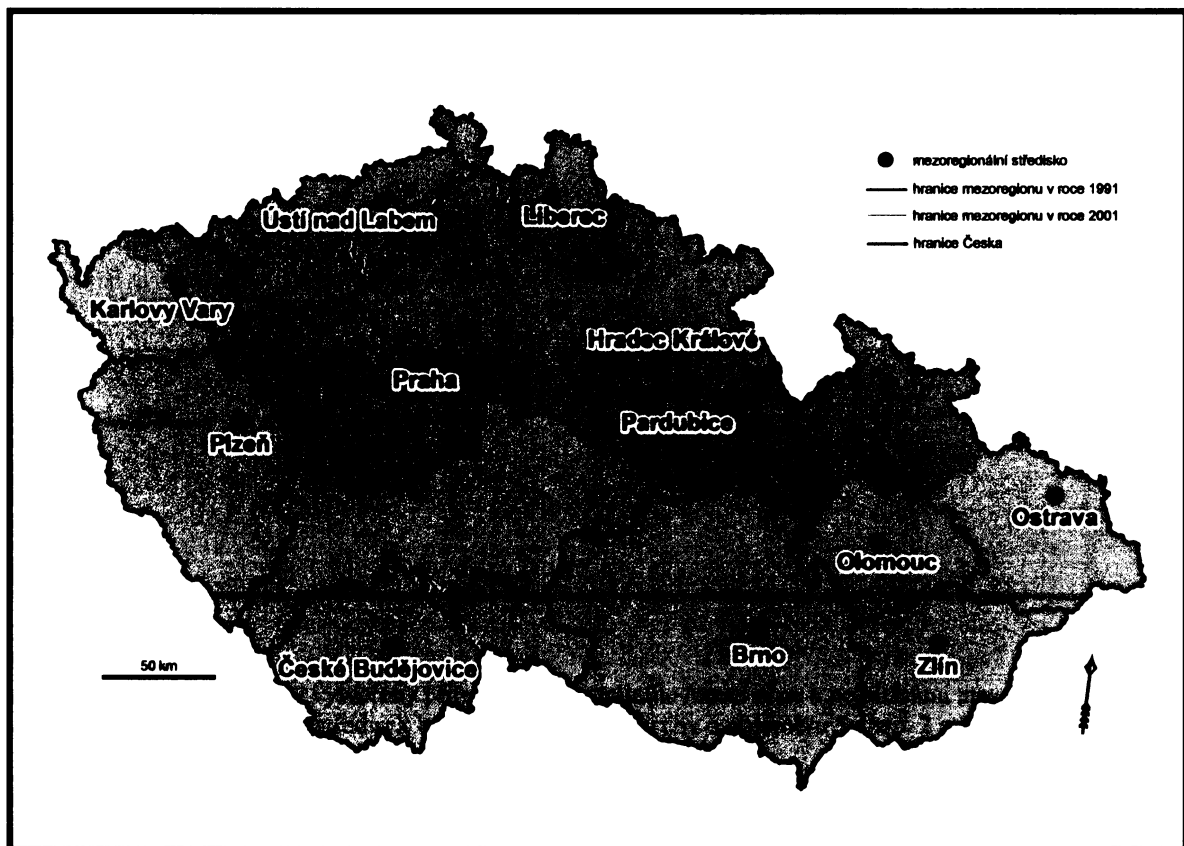 mezoregionální středisko
hranice mezoregionu v roce 1991
hranice mezoregionu v roce 2001
hranice Česka
Ústí nad Labem
Liberec
Karlovy Vary
Hradec Králové
Praha
Pardubice
Plzeň
Ostrava
Olomouc
Brno
Zlín
České Budějovice
50 km